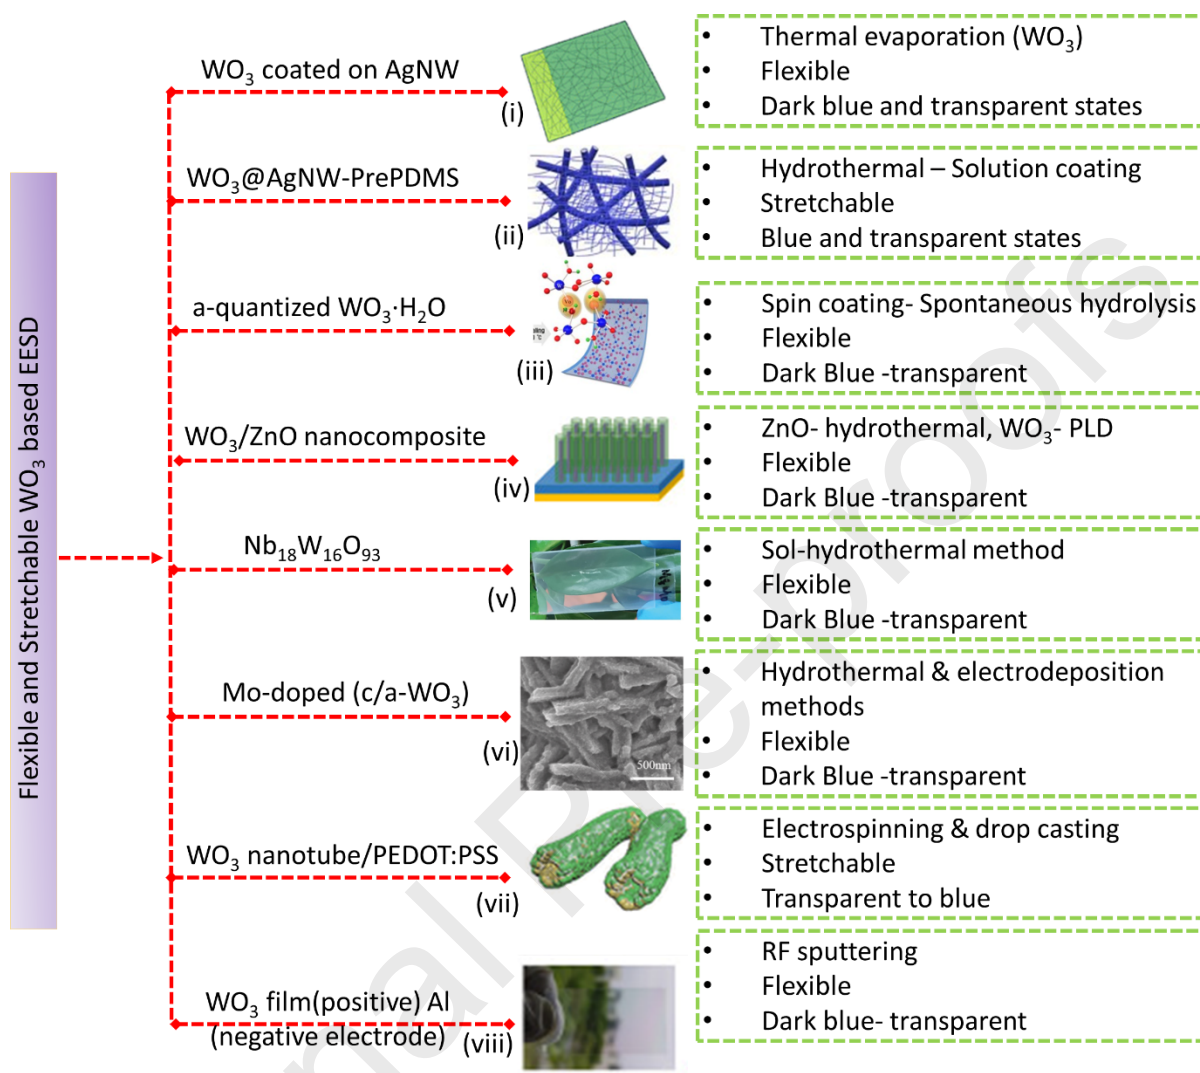 Flexible and Stretchable WO₃ based EESD
WO₃ coated on AgNW
(i)
• Thermal evaporation (WO₃)
• Flexible
• Dark blue and transparent states
WO₃@AgNW-PrePDMS
(ii)
• Hydrothermal – Solution coating
• Stretchable
• Blue and transparent states
a-quantized WO₃·H₂O
(iii)
• Spin coating- Spontaneous hydrolysis
• Flexible
• Dark Blue -transparent
WO₃/ZnO nanocomposite
(iv)
• ZnO- hydrothermal, WO₃- PLD
• Flexible
• Dark Blue -transparent
Nb₁₈W₁₆O₉₃
(v)
• Sol-hydrothermal method
• Flexible
• Dark Blue -transparent
Mo-doped (c/a-WO₃)
(vi)
500nm
• Hydrothermal & electrodeposition
methods
• Flexible
• Dark Blue -transparent
WO₃ nanotube/PEDOT:PSS
(vii)
• Electrospinning & drop casting
• Stretchable
• Transparent to blue
WO₃ film(positive) Al
(negative electrode)
(viii)
• RF sputtering
• Flexible
• Dark blue- transparent
nal Pre-proofs